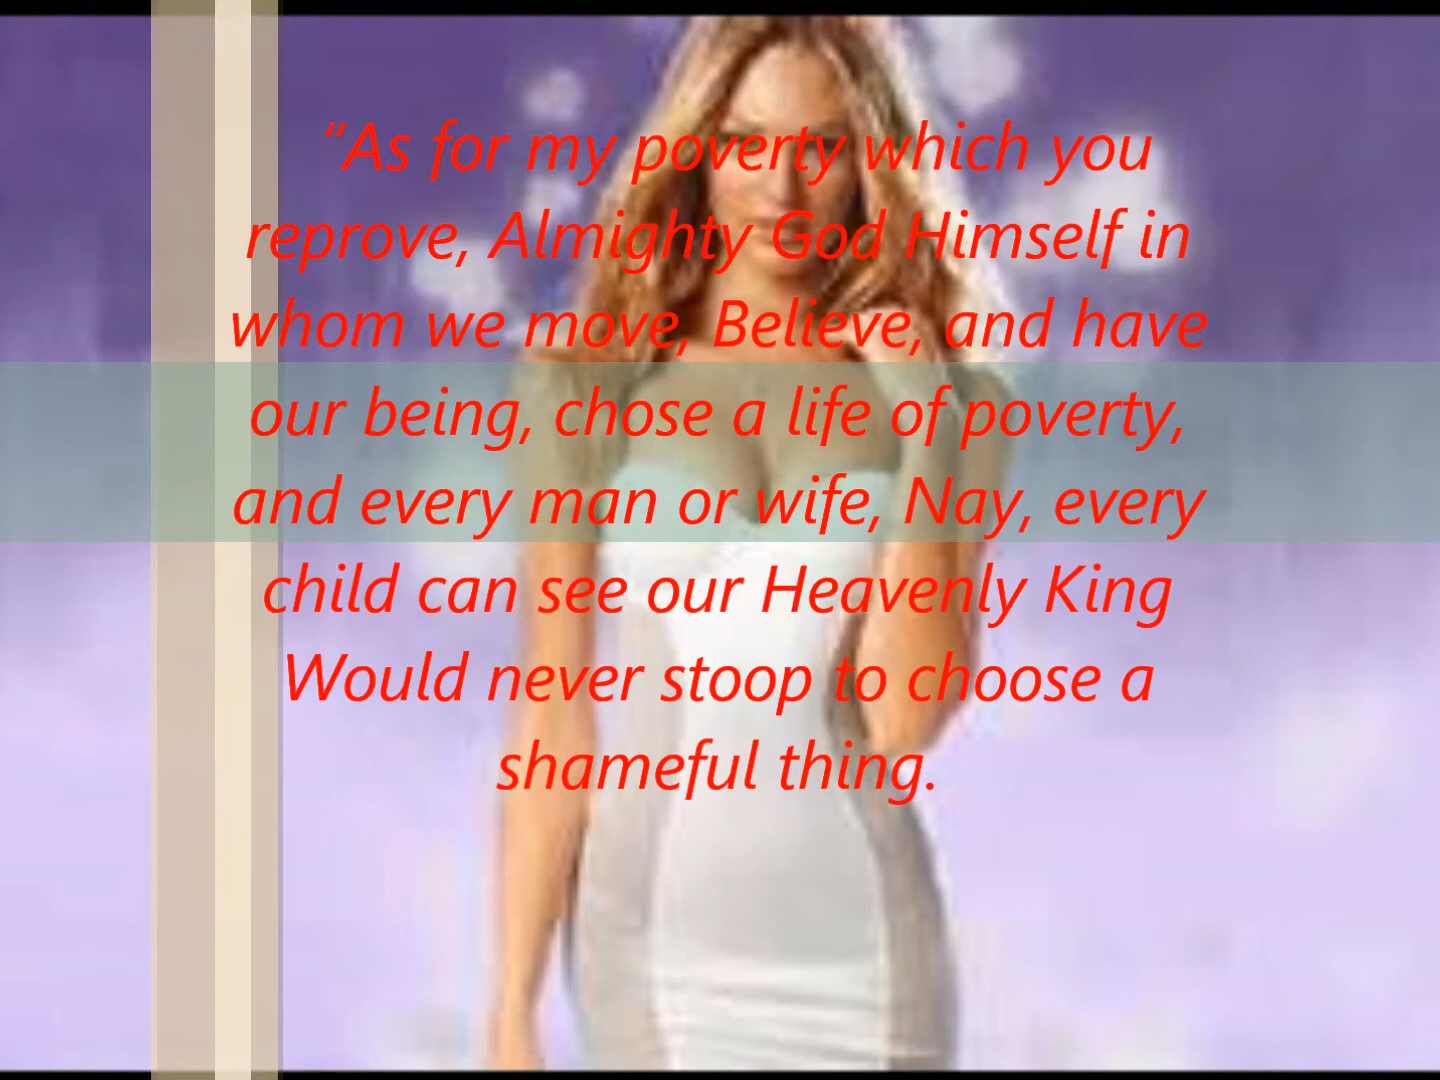 “As for my poverty which you
reprove, Almighty God Himself in
whom we move, Believe, and have
our being, chose a life of poverty,
and every man or wife, Nay, every
child can see our Heavenly King
Would never stoop to choose a
shameful thing.